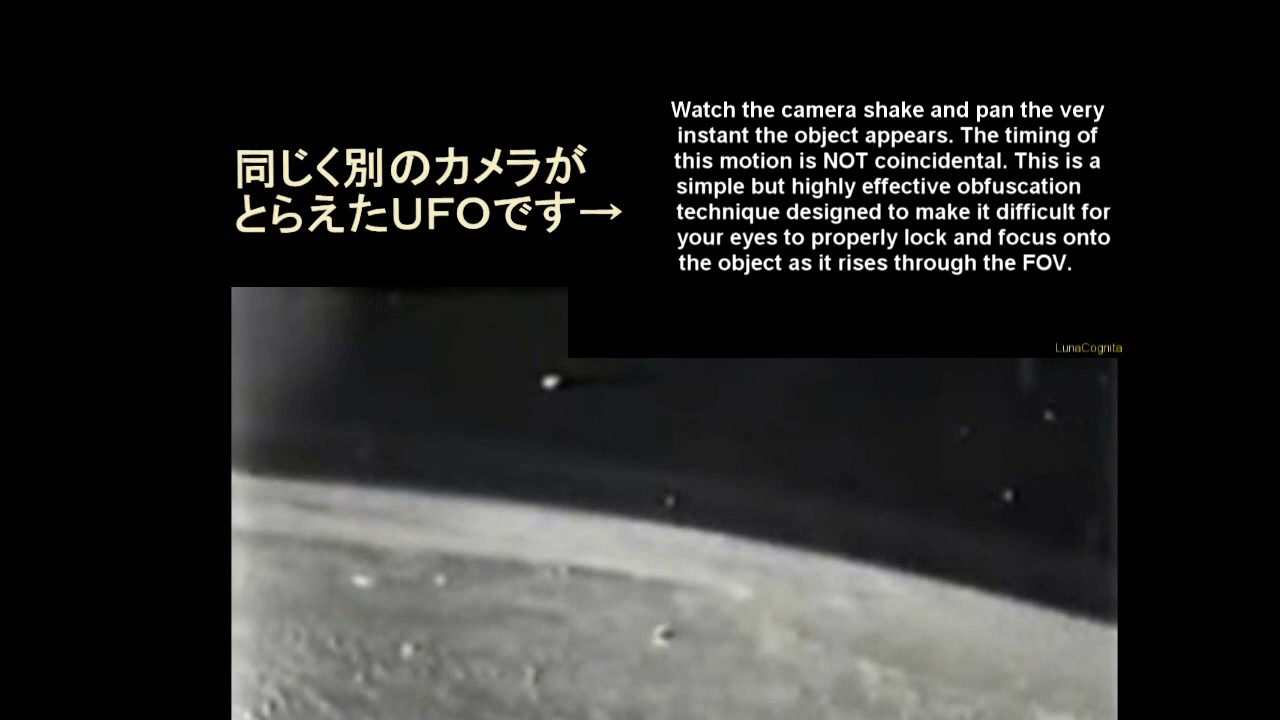 同じく別のカメラが
とらえたUFOです→
Watch the camera shake and pan the very
instant the object appears. The timing of
this motion is NOT coincidental. This is a
simple but highly effective obfuscation
technique designed to make it difficult for
your eyes to properly lock and focus onto
the object as it rises through the FOV.
LunaCognita